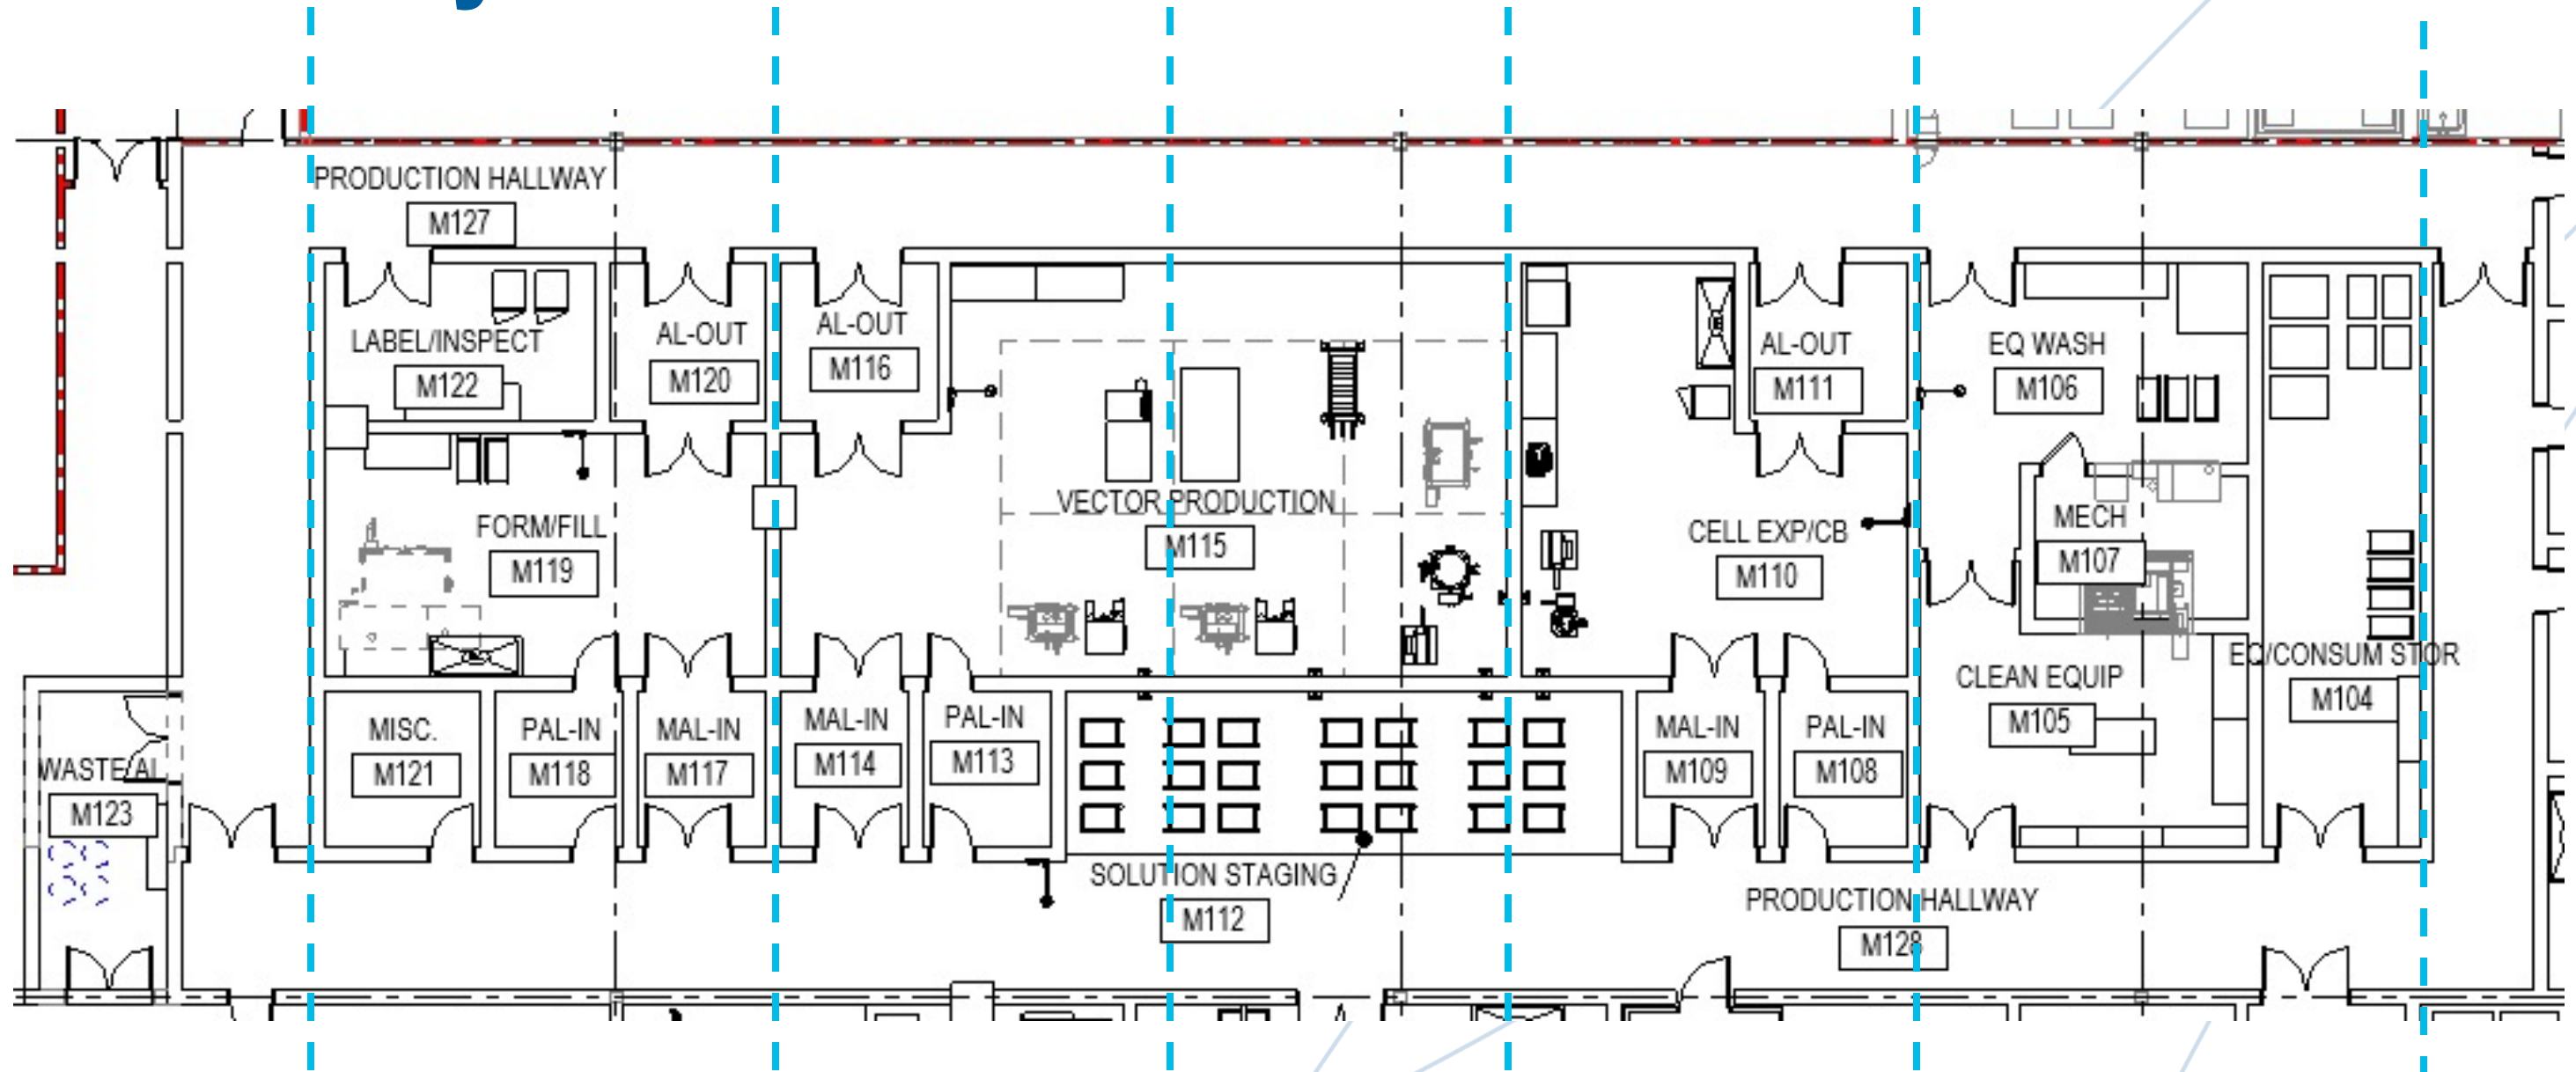 PRODUCTION HALLWAY
M127
LABEL/INSPECT
M122
AL-OUT
M120
AL-OUT
M116
AL-OUT
M111
EQ WASH
M106
VECTOR PRODUCTION
M115
FORM/FILL
M119
CELL EXP/CB
M110
MECH
M107
EQ/CONSUM STOR
M104
CLEAN EQUIP
M105
MISC.
M121
PAL-IN
M118
MAL-IN
M117
MAL-IN
M114
PAL-IN
M113
MAL-IN
M109
PAL-IN
M108
WASTE AL
M123
SOLUTION STAGING
M112
PRODUCTION HALLWAY
M128